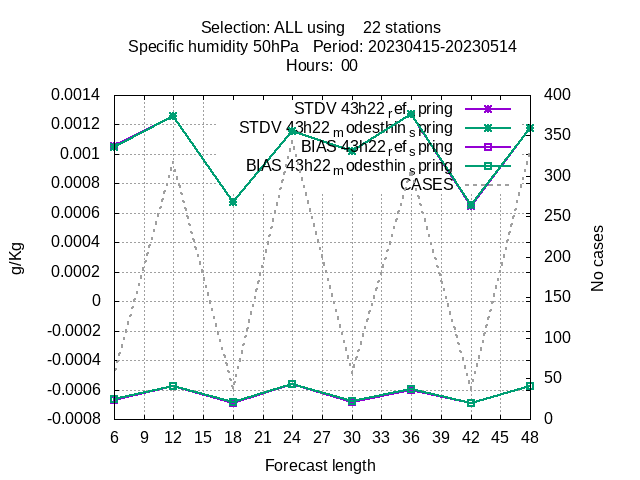 Selection: ALL using    22 stations
Specific humidity 50hPa   Period: 20230415-20230514
Hours:  00
0.0014
0.0012
0.001
0.0008
0.0006
0.0004
0.0002
0
-0.0002
-0.0004
-0.0006
-0.0008
g/Kg
STDV 43h22_ref_spring
STDV 43h22_modesthin_spring
BIAS 43h22_ref_spring
BIAS 43h22_modesthin_spring
CASES
400
350
300
250
200
150
100
50
0
No cases
6 9 12 15 18 21 24 27 30 33 36 39 42 45 48
Forecast length